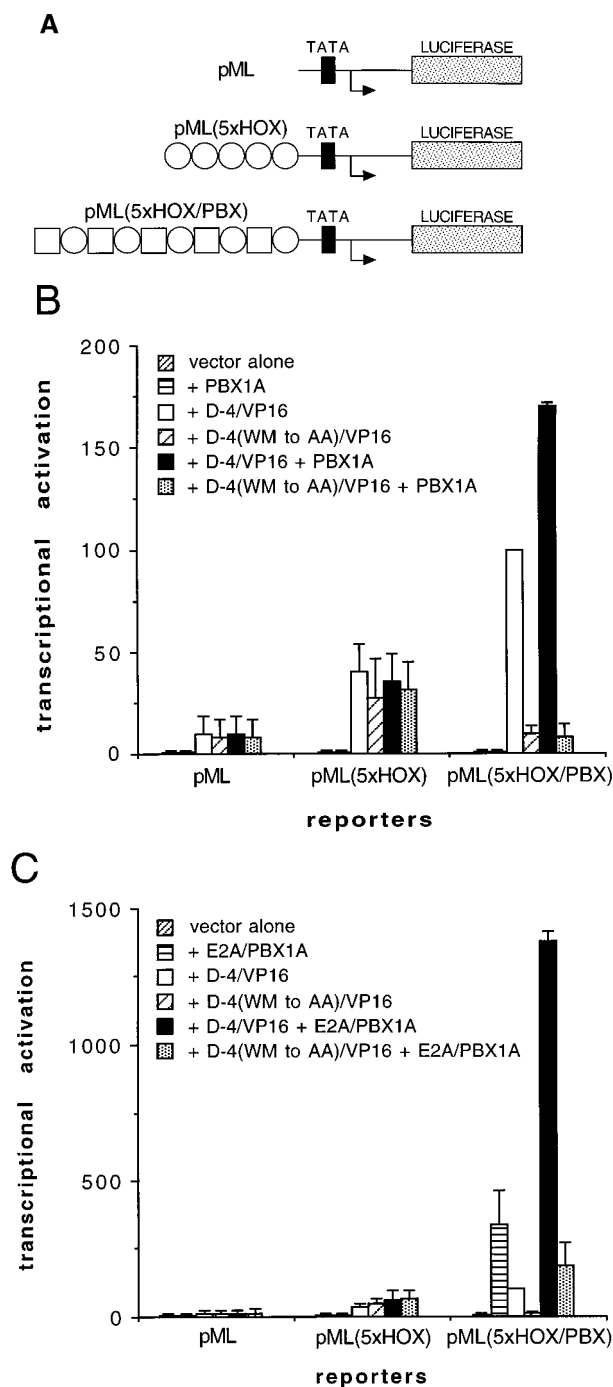 A
TATA
LUCIFERASE
pML
pML(5xHOX)
TATA
LUCIFERASE
pML(5xHOX/PBX)
TATA
LUCIFERASE
B
transcriptional activation
200
150
100
50
0
vector alone
+ PBX1A
+ D-4/VP16
+ D-4(WM to AA)/VP16
+ D-4/VP16 + PBX1A
+ D-4(WM to AA)/VP16 + PBX1A
pML
pML(5xHOX)
pML(5xHOX/PBX)
reporters
C
transcriptional activation
1500
1000
500
0
vector alone
+ E2A/PBX1A
+ D-4/VP16
+ D-4(WM to AA)/VP16
+ D-4/VP16 + E2A/PBX1A
+ D-4(WM to AA)/VP16 + E2A/PBX1A
pML
pML(5xHOX)
pML(5xHOX/PBX)
reporters